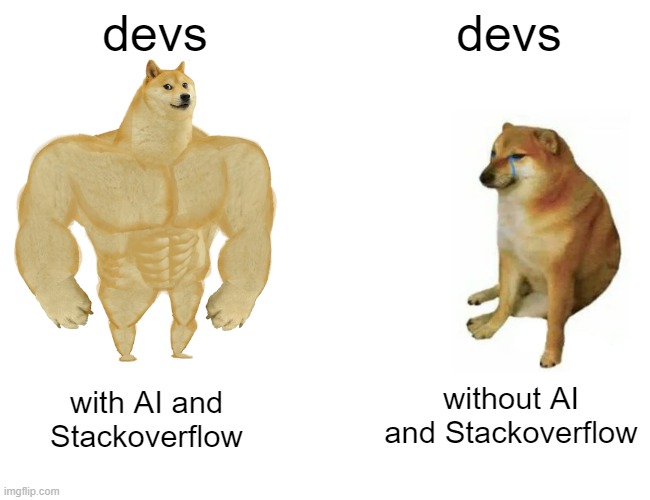 devs
devs
with AI and
Stackoverflow
without AI
and Stackoverflow
imgflip.com